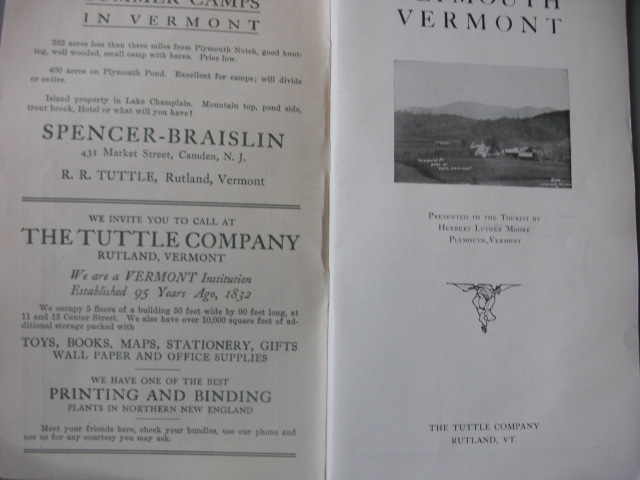 SUMMER CAMPS
IN VERMONT
232 acres less than three miles from Plymouth Notch, good hunt-
ing, well wooded, small camp with barns. Price low.
400 acres on Plymouth Pond. Excellent for camps; will divide
or entire.
Island property in Lake Champlain. Mountain top, pond side,
trout brook, Hotel or what will you have?
SPENCER-BRAISLIN
431 Market Street, Camden, N. J.
R. R. TUTTLE, Rutland, Vermont
WE INVITE YOU TO CALL AT
THE TUTTLE COMPANY
RUTLAND, VERMONT
We are a VERMONT Institution
Established 95 Years Ago, 1832
We occupy 5 floors of a building 50 feet wide by 90 feet long, at
11 and 13 Center Street. We also have over 10,000 square feet of ad-
ditional storage packed with
TOYS, BOOKS, MAPS, STATIONERY, GIFTS
WALL PAPER AND OFFICE SUPPLIES
WE HAVE ONE OF THE BEST
PRINTING AND BINDING
PLANTS IN NORTHERN NEW ENGLAND
Meet your friends here, check your bundles, use our phone and
use us for any courtesy you may ask.
PLYMOUTH
VERMONT
PRESENTED TO THE TOURIST BY
HERBERT LUTHER MOORE
PLYMOUTH, VERMONT
THE TUTTLE COMPANY
RUTLAND, VT.